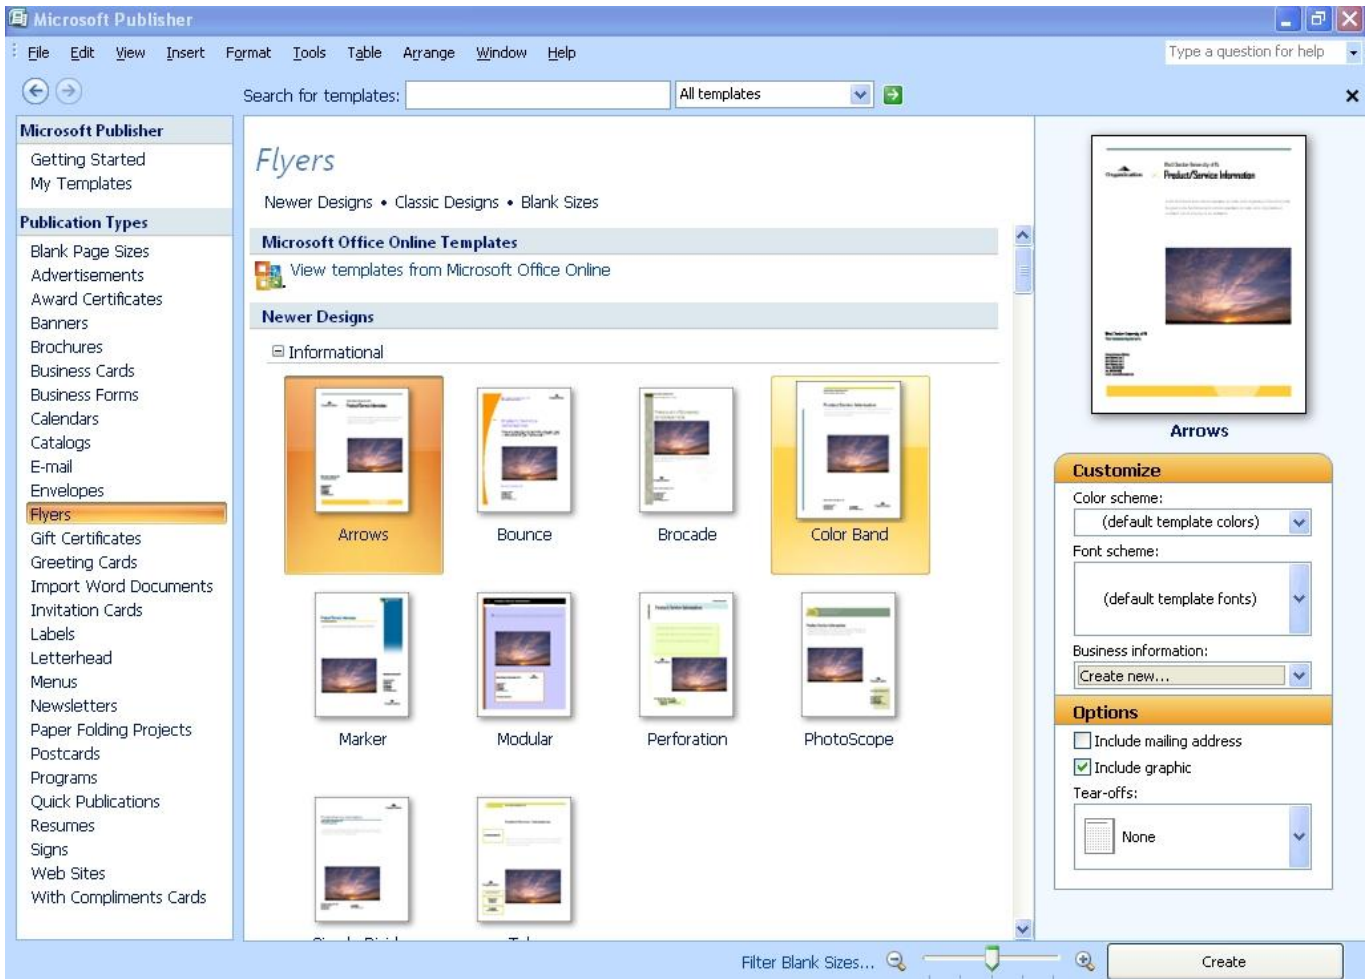 Microsoft Publisher
File Edit View Insert Format Tools Table Arrange Window Help
Type a question for help
Search for templates:
All templates
Microsoft Publisher
Getting Started
My Templates
Publication Types
Blank Page Sizes
Advertisements
Award Certificates
Banners
Brochures
Business Cards
Business Forms
Calendars
Catalogs
E-mail
Envelopes
Flyers
Gift Certificates
Greeting Cards
Import Word Documents
Invitation Cards
Labels
Letterhead
Menus
Newsletters
Paper Folding Projects
Postcards
Programs
Quick Publications
Resumes
Signs
Web Sites
With Compliments Cards
Flyers
Newer Designs • Classic Designs • Blank Sizes
Microsoft Office Online Templates
View templates from Microsoft Office Online
Newer Designs
Informational
Arrows Bounce Brocade Color Band
Marker Modular Perforation PhotoScope
Organization
Product/Service Information
Arrows
Customize
Color scheme:
(default template colors)
Font scheme:
(default template fonts)
Business information:
Create new...
Options
Include mailing address
Include graphic
Tear-offs:
None
Filter Blank Sizes...
Create